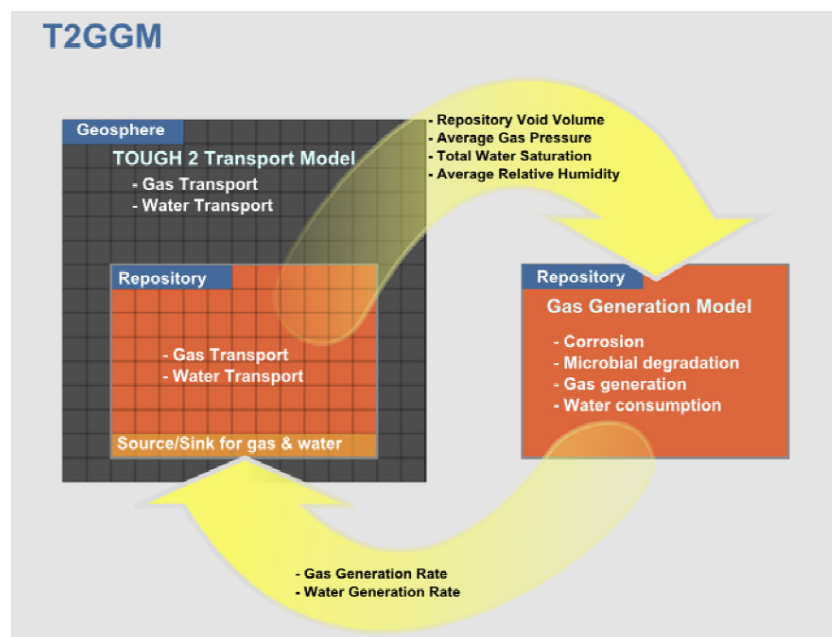 T2GGM
Geosphere
TOUGH 2 Transport Model
- Gas Transport
- Water Transport
Repository
- Gas Transport
- Water Transport
Source/Sink for gas & water
- Repository Void Volume
- Average Gas Pressure
- Total Water Saturation
- Average Relative Humidity
Repository
Gas Generation Model
- Corrosion
- Microbial degradation
- Gas generation
- Water consumption
- Gas Generation Rate
- Water Generation Rate